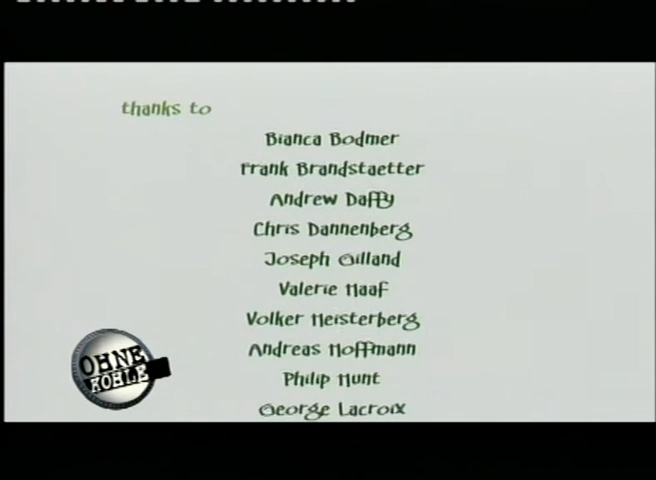 thanks to
Bianca Bodmer
Frank Brandstaetter
Andrew Daffy
Chris Dannenberg
Joseph Gilland
Valerie Haaf
Volker Heisterberg
Andreas Hoffmann
Philip Hunt
George Lacroix
OHNE
KOHLE